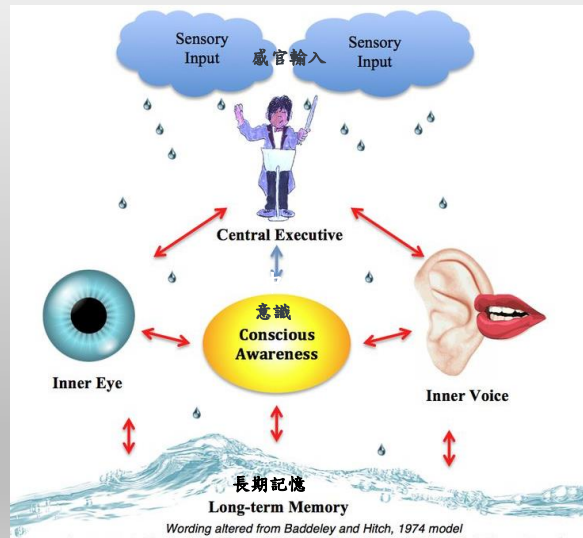 Sensory
Input
感官輸入
Sensory
Input
Central Executive
意識
Conscious
Awareness
Inner Eye
Inner Voice
長期記憶
Long-term Memory
Wording altered from Baddeley and Hitch, 1974 model